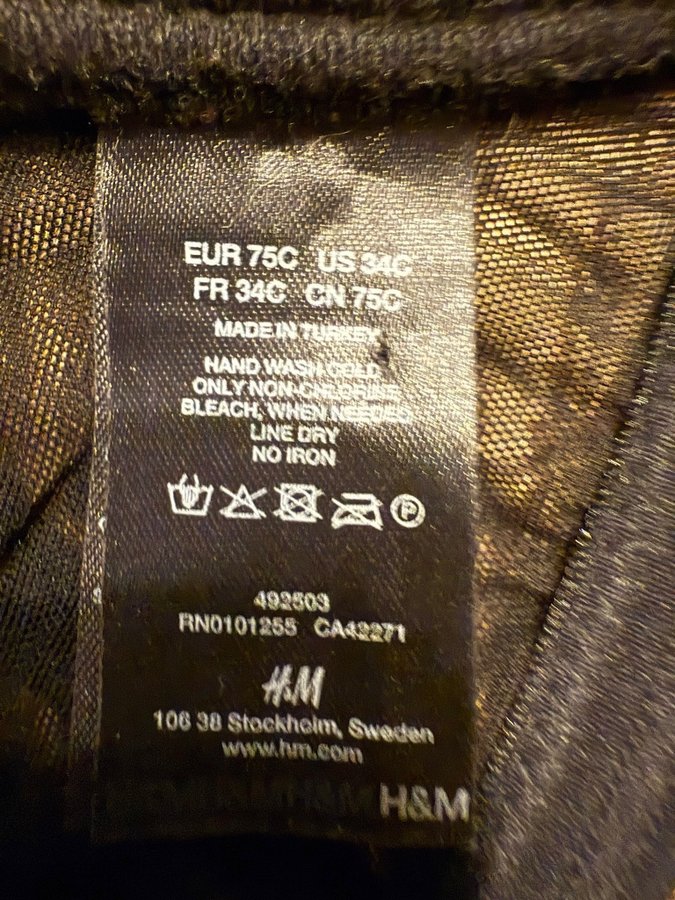 EUR 75C US 34C
FR 34C CN 75C
MADE IN TURKEY
HAND WASH COLD
ONLY NON-CHLORINE
BLEACH, WHEN NEEDED
LINE DRY
NO IRON
P
492503
RN0101255 CA42271
H&M
106 38 Stockholm, Sweden
www.hm.com
H&M